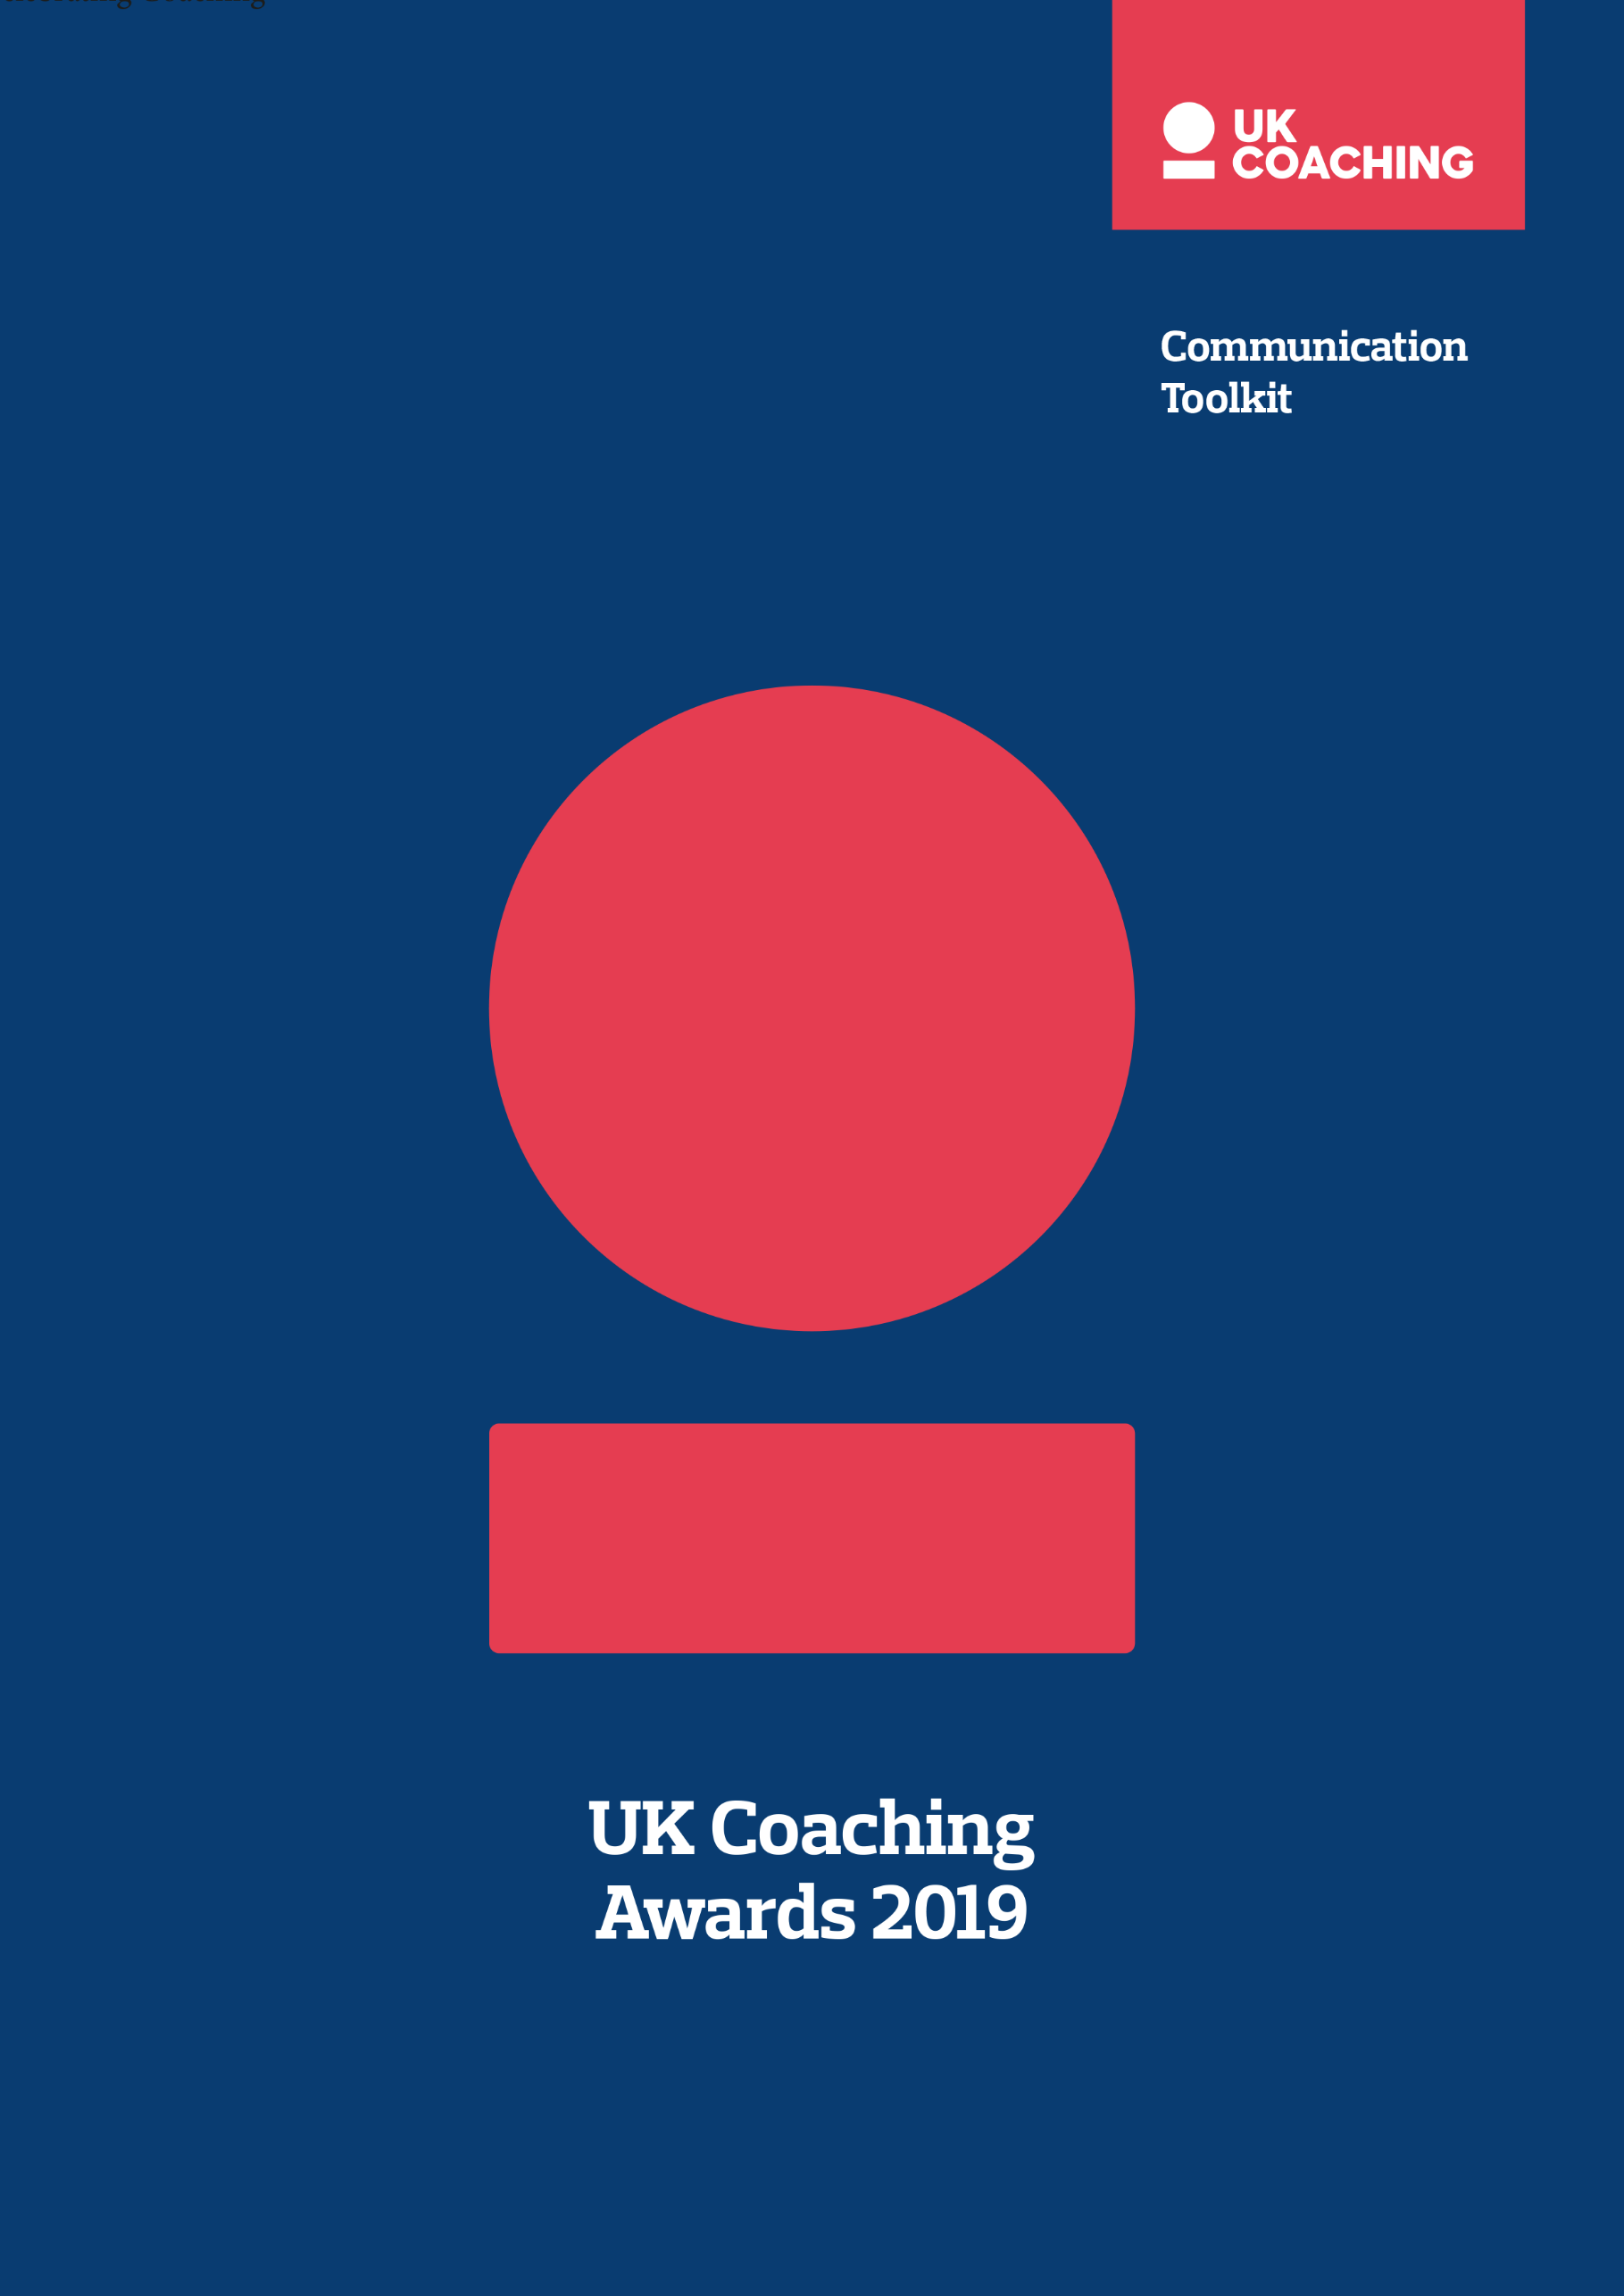 UK
COACHING
Communication
Toolkit
UK Coaching
Awards 2019